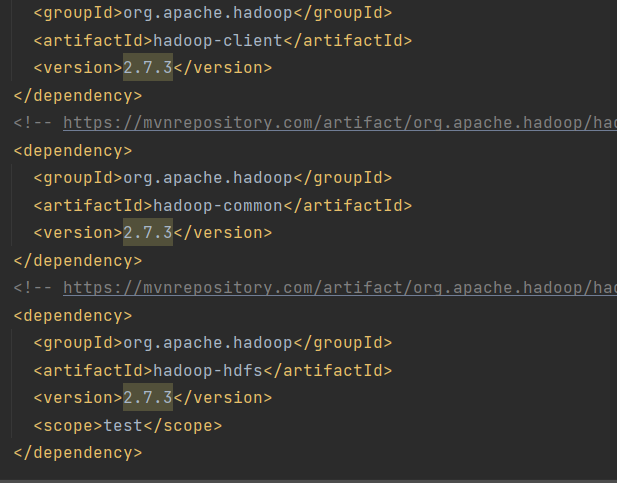 <groupId>org.apache.hadoop</groupId>
<artifactId>hadoop-client</artifactId>
<version>2.7.3</version>
</dependency>
<!-- https://mvnrepository.com/artifact/org.apache.hadoop/had
<dependency>
<groupId>org.apache.hadoop</groupId>
<artifactId>hadoop-common</artifactId>
<version>2.7.3</version>
</dependency>
<!-- https://mvnrepository.com/artifact/org.apache.hadoop/had
<dependency>
<groupId>org.apache.hadoop</groupId>
<artifactId>hadoop-hdfs</artifactId>
<version>2.7.3</version>
<scope>test</scope>
</dependency>